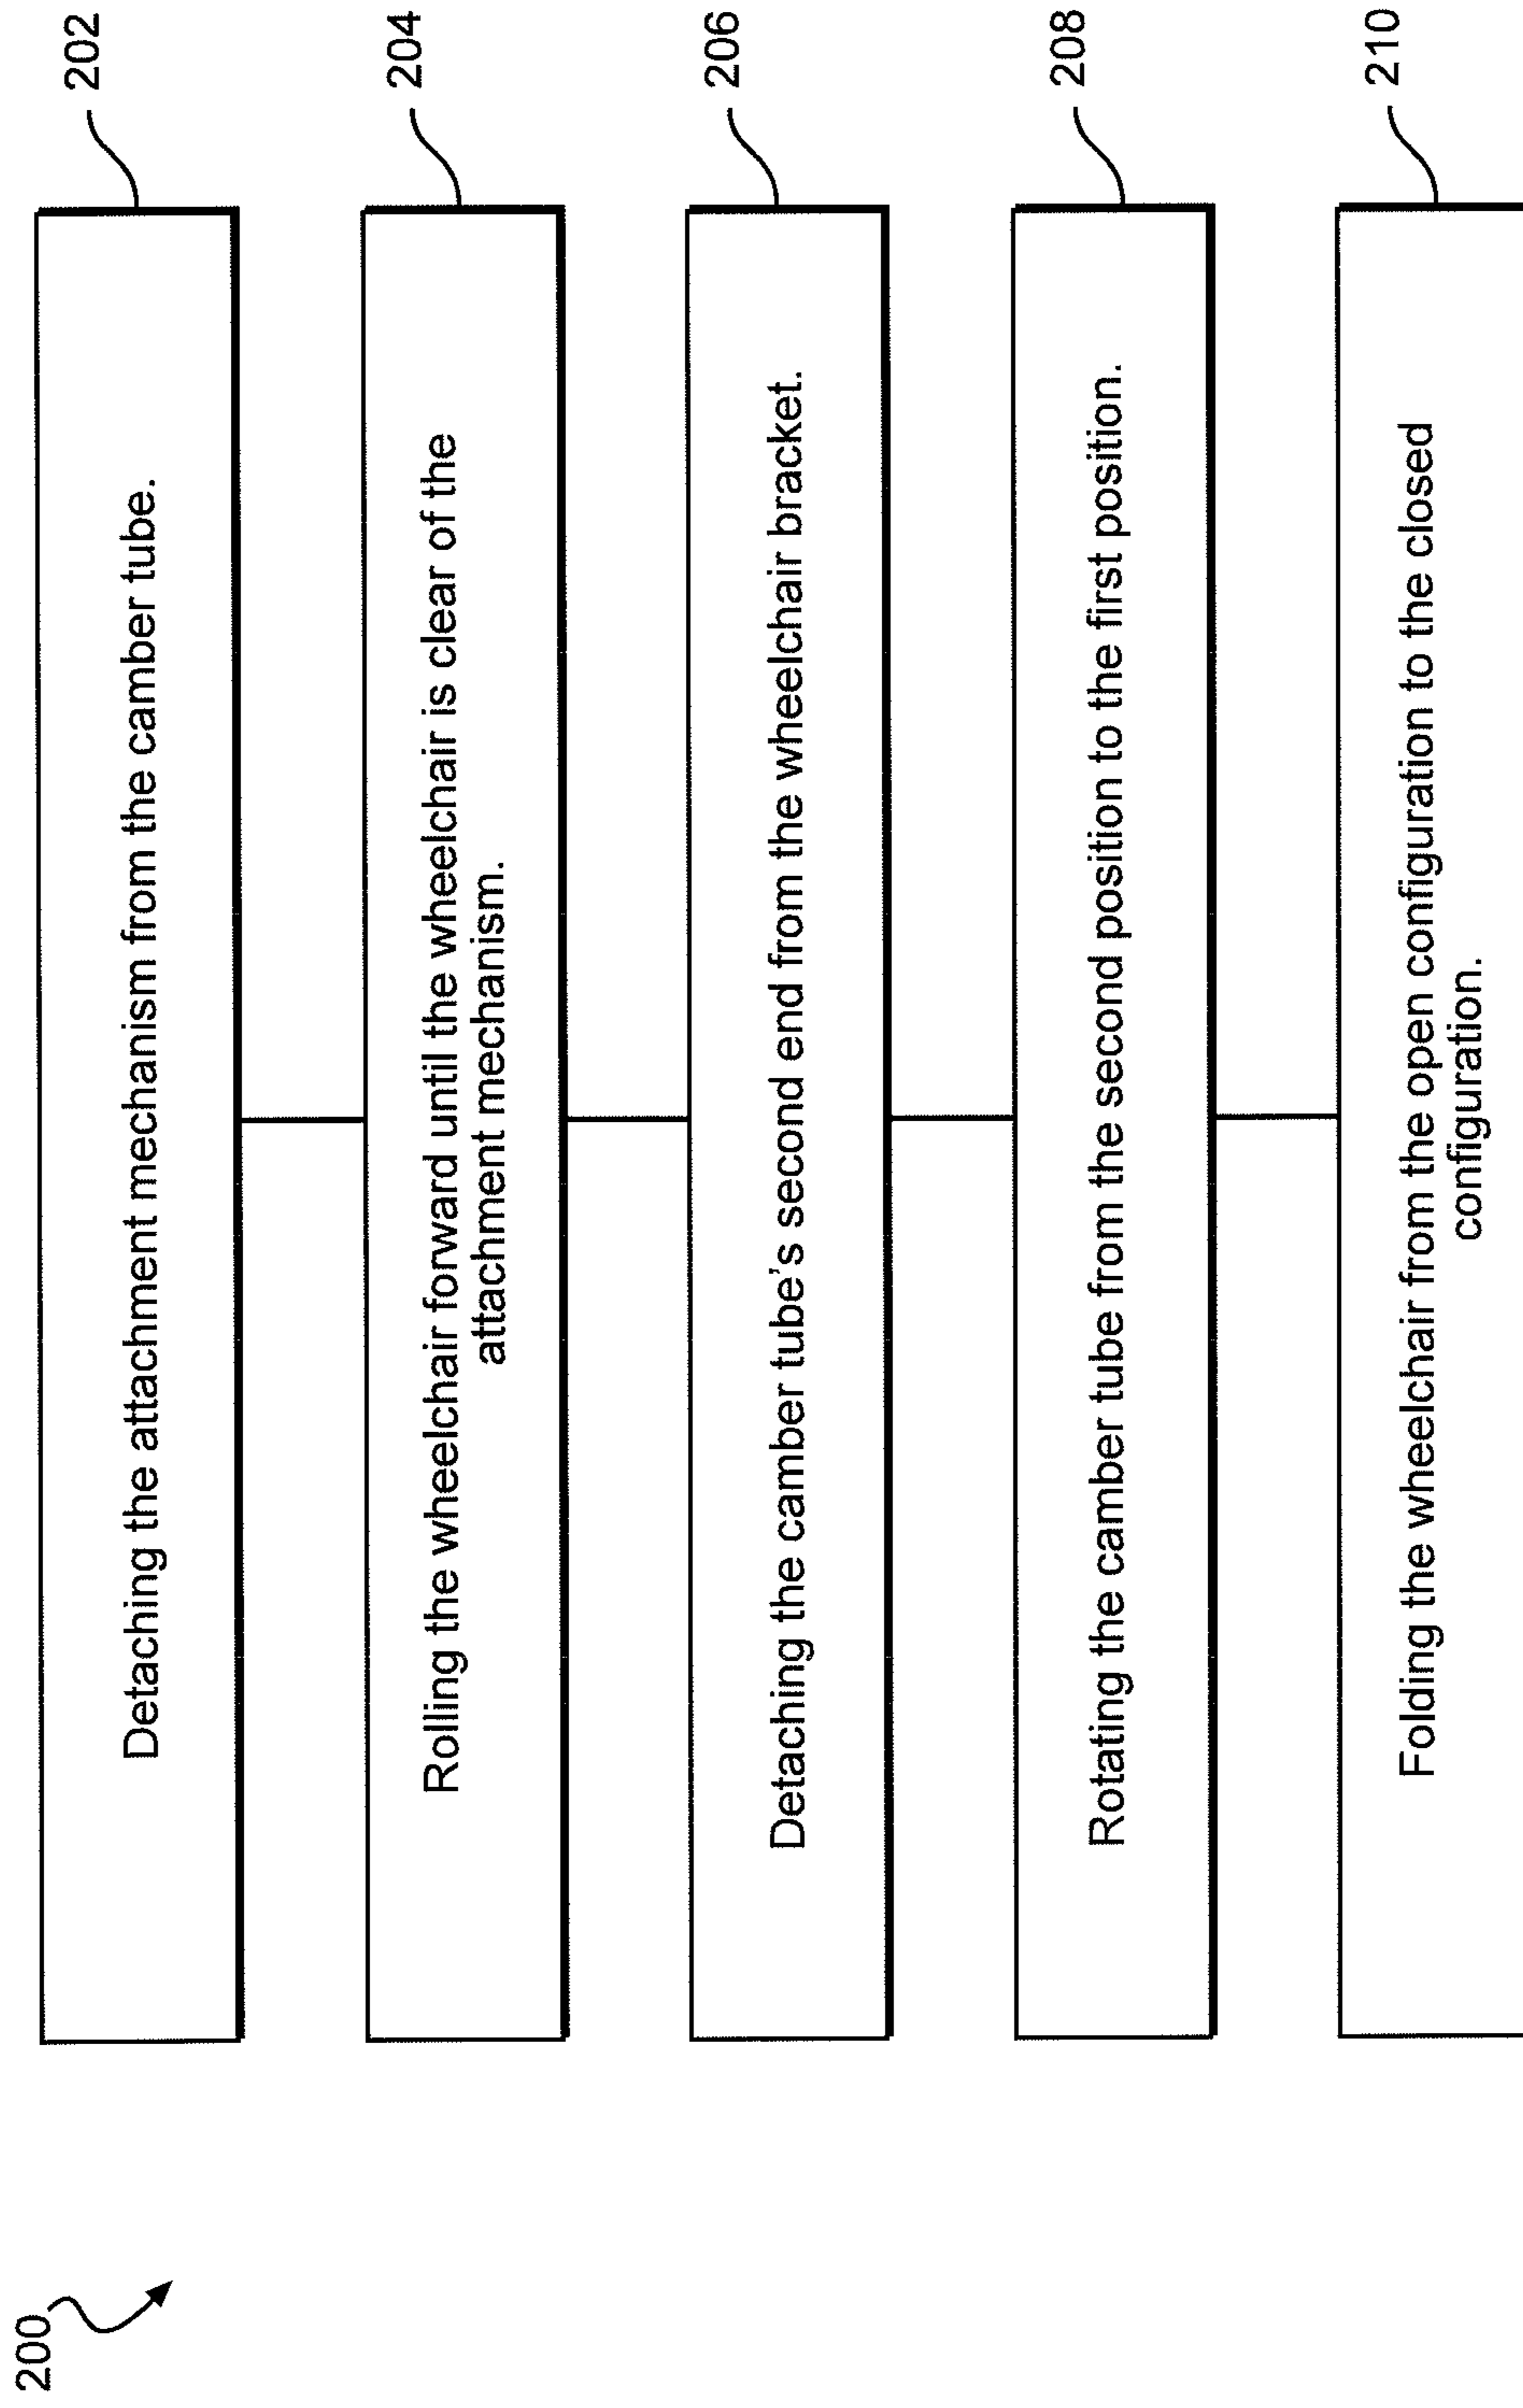 200
Detaching the attachment mechanism from the camber tube.
202
Rolling the wheelchair forward until the wheelchair is clear of the
attachment mechanism.
204
Detaching the camber tube's second end from the wheelchair bracket.
206
Rotating the camber tube from the second position to the first position.
208
Folding the wheelchair from the open configuration to the closed
configuration.
210